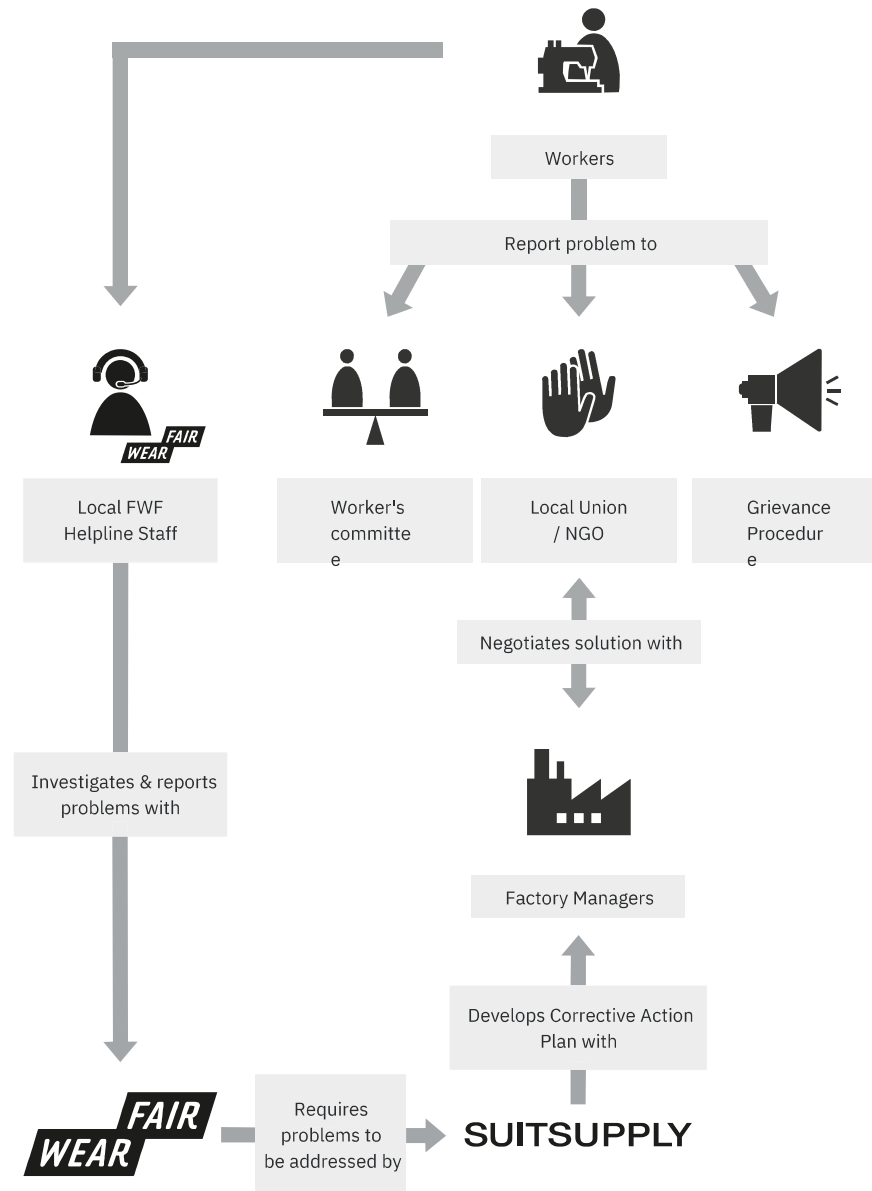 Workers
Report problem to
FAIR
WEAR
Local FWF
Helpline Staff
Worker's
committe
e
Local Union
/ NGO
Grievance
Procedur
e
Negotiates solution with
Investigates & reports
problems with
Factory Managers
Develops Corrective Action
Plan with
FAIR
WEAR
Requires
problems to
be addressed by
SUITSUPPLY